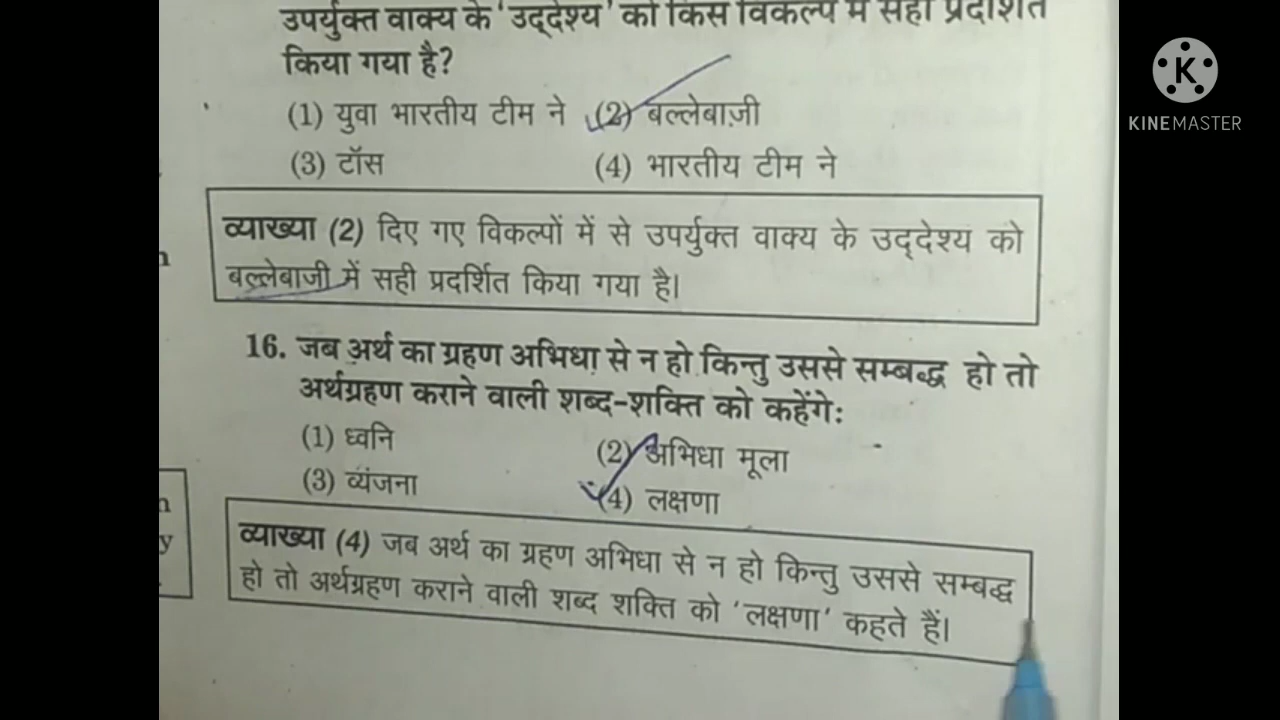 उपर्युक्त वाक्य के 'उद्देश्य' को किस विकल्प में सही प्रदर्शित
किया गया है?
(1) युवा भारतीय टीम ने (2) बल्लेबाज़ी
(3) टॉस (4) भारतीय टीम ने
व्याख्या (2) दिए गए विकल्पों में से उपर्युक्त वाक्य के उद्देश्य को
बल्लेबाजी में सही प्रदर्शित किया गया है।
16. जब अर्थ का ग्रहण अभिधा से न हो किन्तु उससे सम्बद्ध हो तो
अर्थग्रहण कराने वाली शब्द-शक्ति को कहेंगे:
(1) ध्वनि (2) अभिधा मूला
(3) व्यंजना (4) लक्षणा
व्याख्या (4) जब अर्थ का ग्रहण अभिधा से न हो किन्तु उससे सम्बद्ध
हो तो अर्थग्रहण कराने वाली शब्द शक्ति को 'लक्षणा' कहते हैं।
n
n
y
K
KINEMASTER